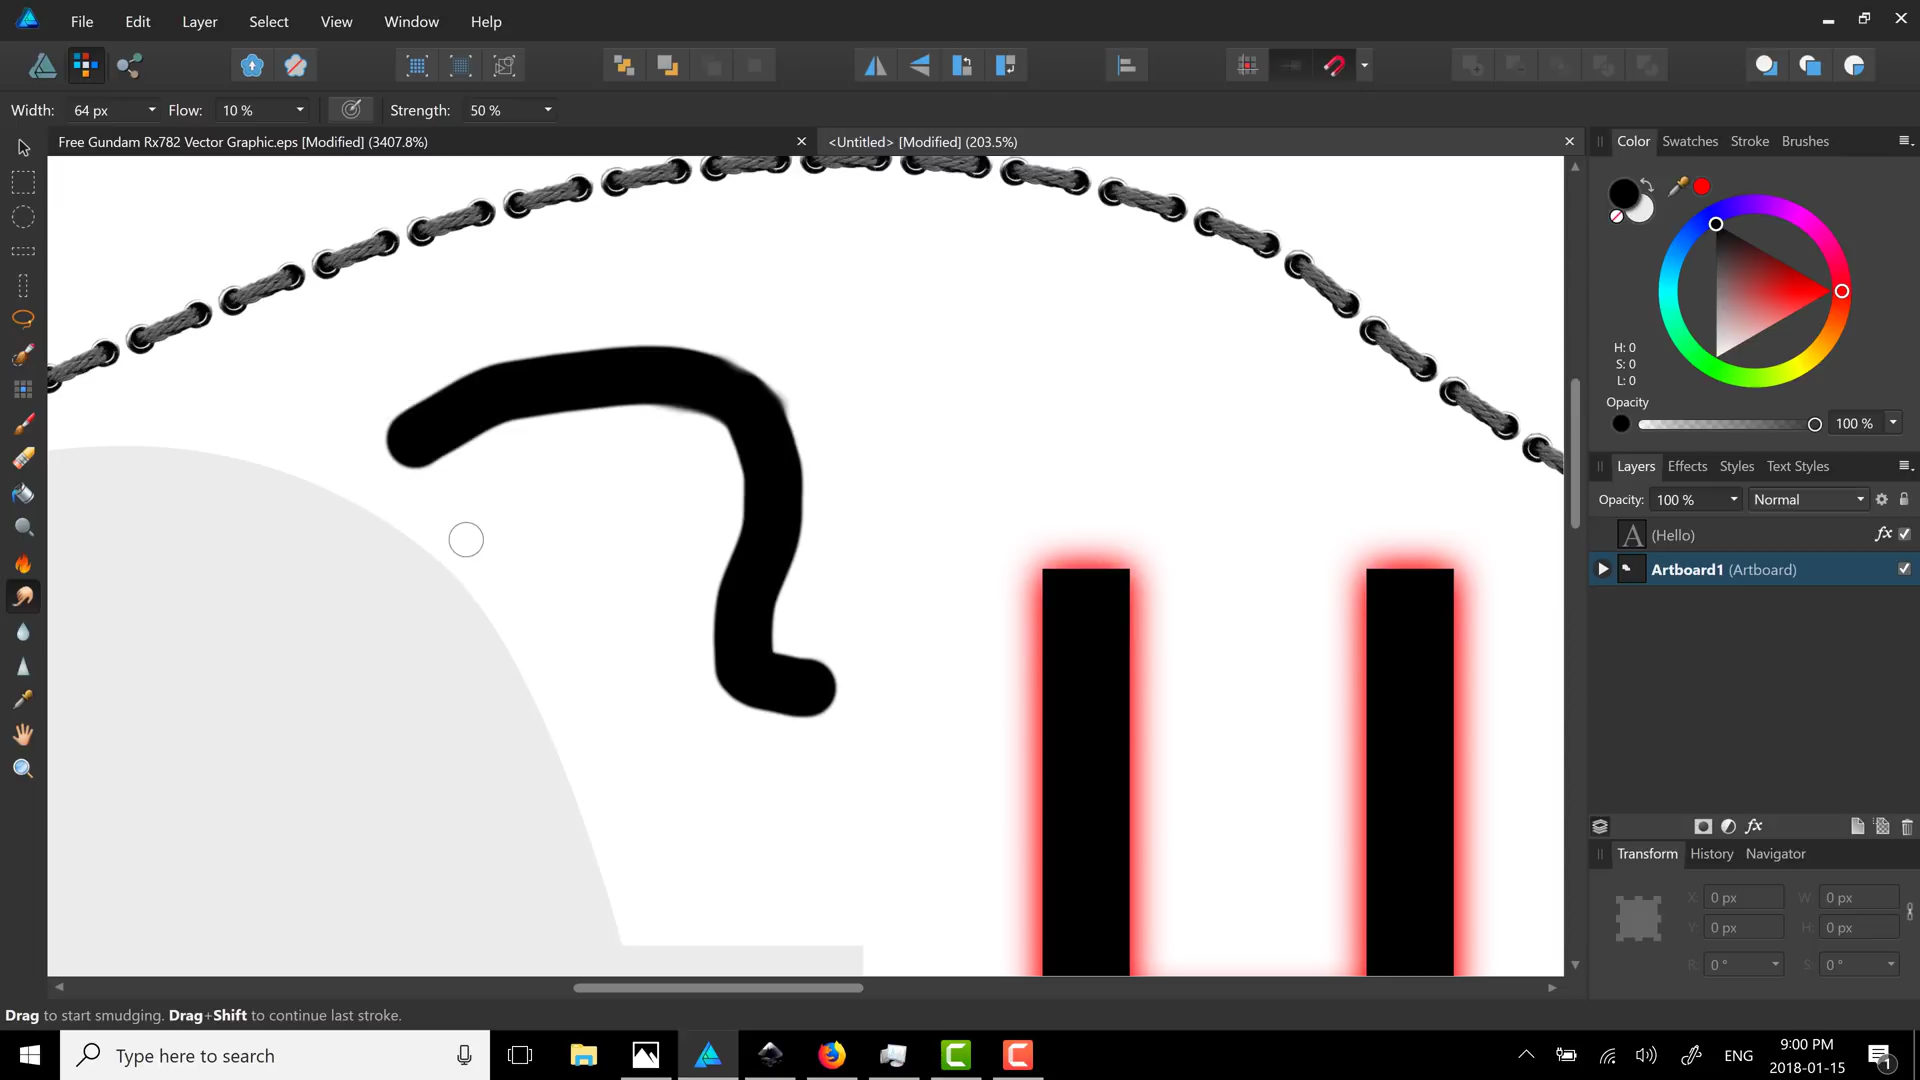 File Edit Layer Select View Window Help
Width: 64 px Flow: 10 % Strength: 50 %
Free Gundam Rx782 Vector Graphic.eps [Modified] (3407.8%)
<Untitled> [Modified] (203.5%)
Color Swatches Stroke Brushes
H: 0
S: 0
L: 0
Opacity
100 %
Layers Effects Styles Text Styles
Opacity: 100 % Normal
A (Hello) fx
Artboard1 (Artboard)
fx
Transform History Navigator
X: 0 px W: 0 px
Y: 0 px H: 0 px
R: 0 ° S: 0 °
Drag to start smudging. Drag+Shift to continue last stroke.
Type here to search
ENG
9:00 PM
2018-01-15
1